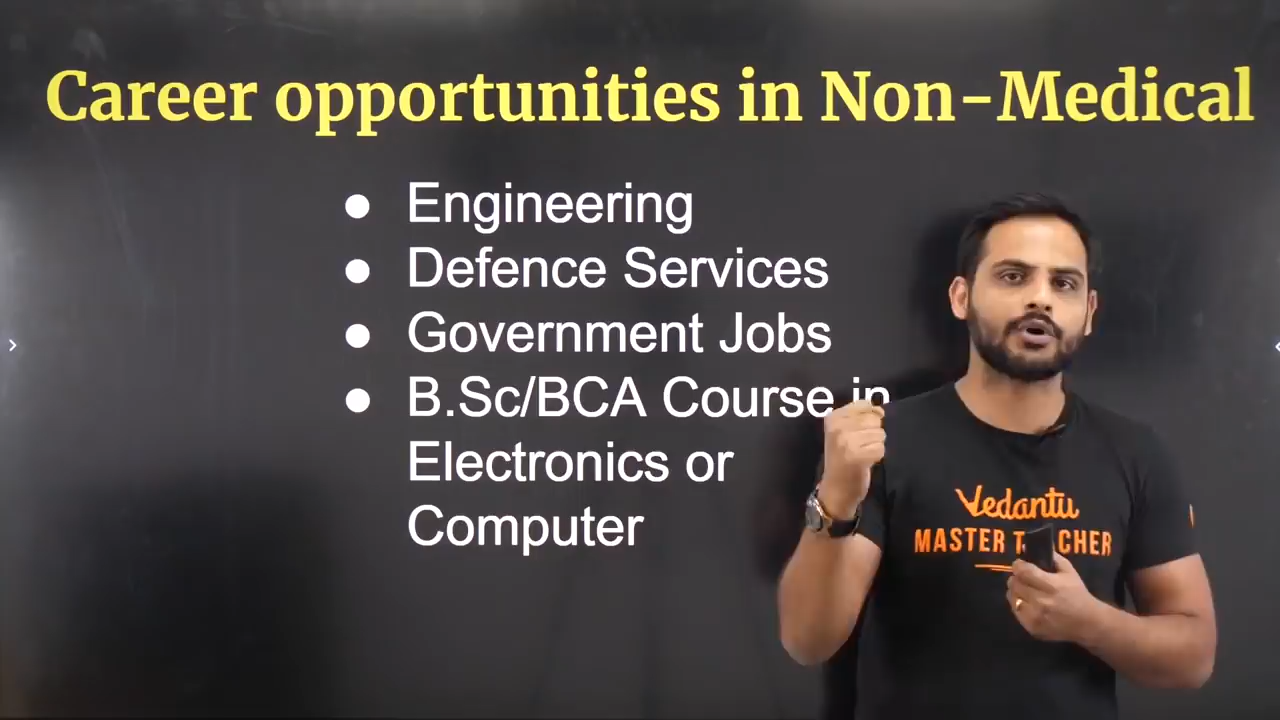 Career opportunities in Non-Medical
● Engineering
● Defence Services
● Government Jobs
● B.Sc/BCA Course in
Electronics or
Computer
Vedantu
MASTER T CHER